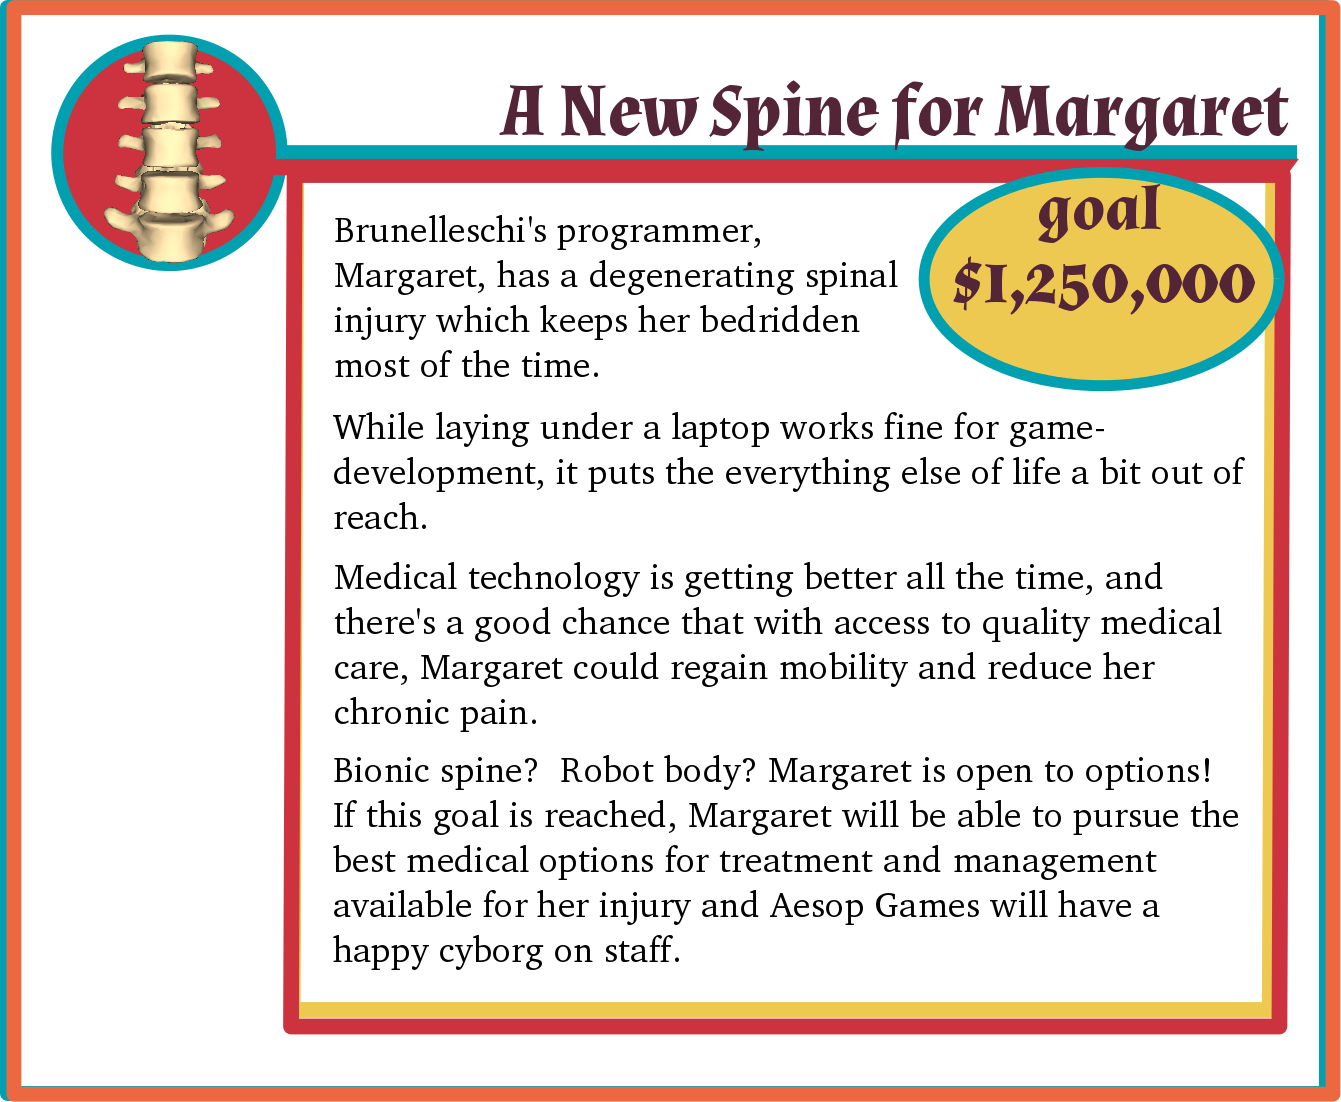 A New Spine for Margaret
goal
$1,250,000
Brunelleschi's programmer,
Margaret, has a degenerating spinal
injury which keeps her bedridden
most of the time.
While laying under a laptop works fine for game-
development, it puts the everything else of life a bit out of
reach.
Medical technology is getting better all the time, and
there's a good chance that with access to quality medical
care, Margaret could regain mobility and reduce her
chronic pain.
Bionic spine?  Robot body? Margaret is open to options!
If this goal is reached, Margaret will be able to pursue the
best medical options for treatment and management
available for her injury and Aesop Games will have a
happy cyborg on staff.